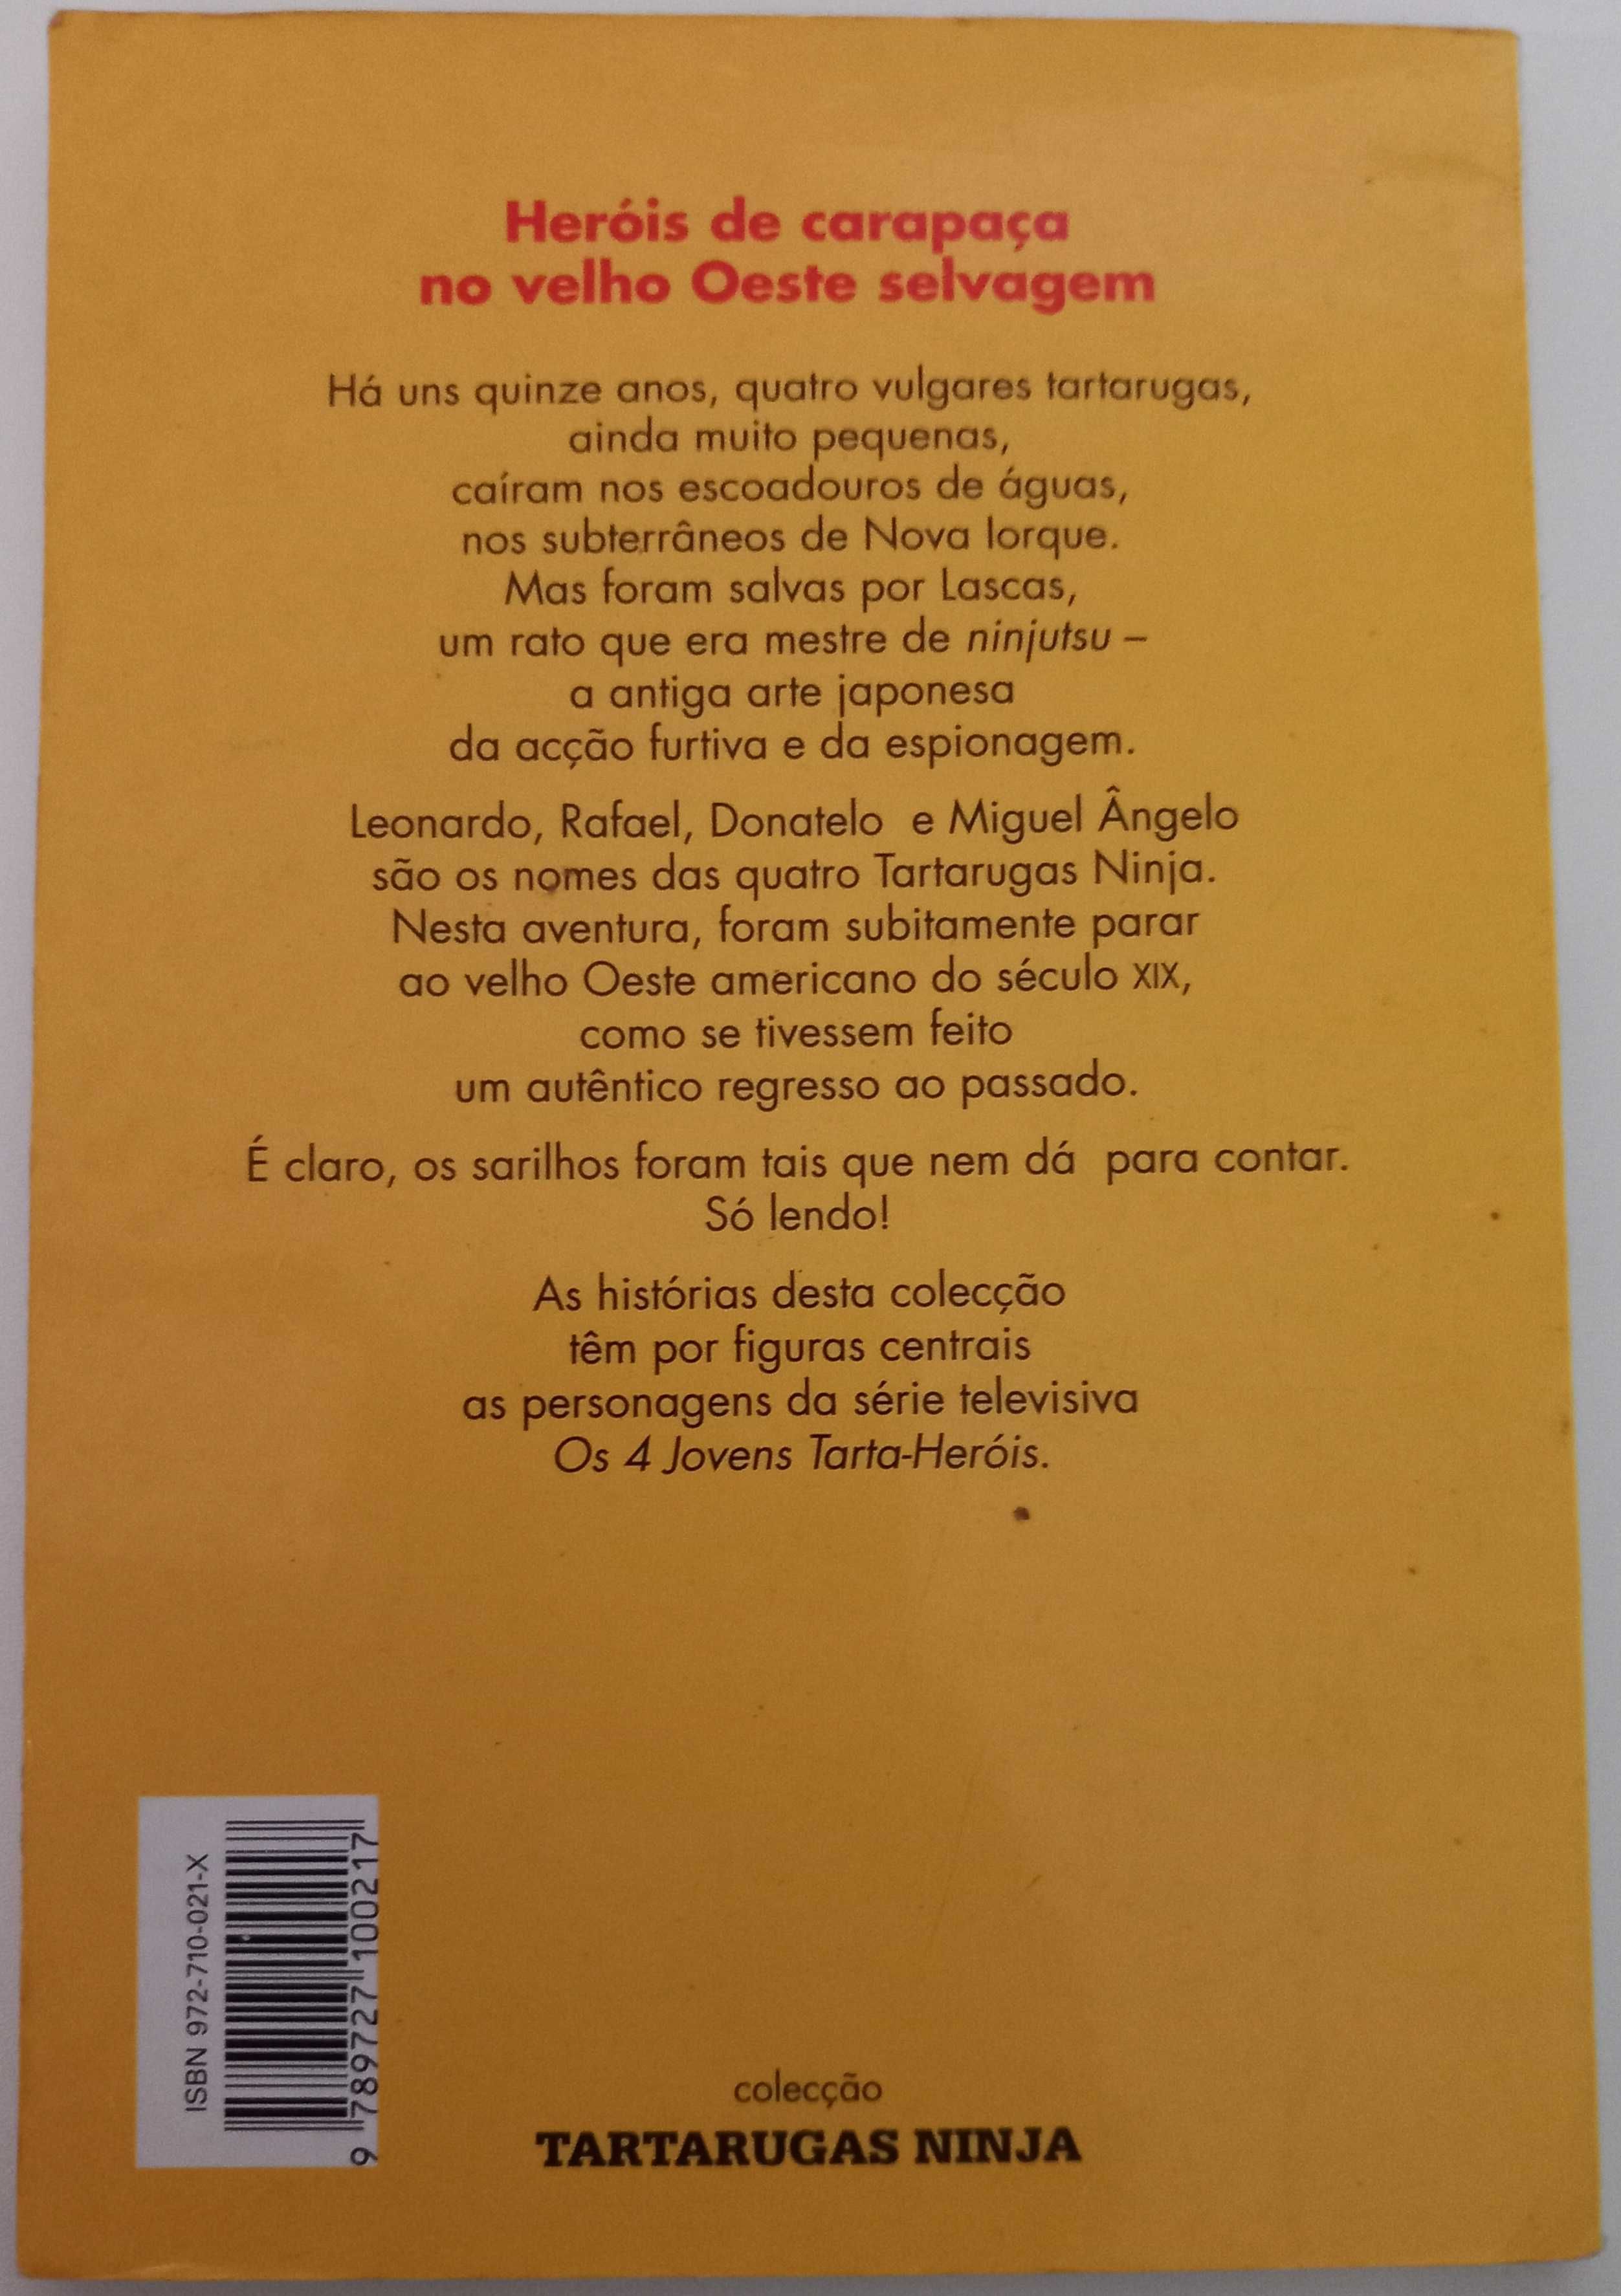 Heróis de carapaça
no velho Oeste selvagem
Há uns quinze anos, quatro vulgares tartarugas,
ainda muito pequenas,
caíram nos escoadouros de águas,
nos subterrâneos de Nova Iorque.
Mas foram salvas por Lascas,
um rato que era mestre de ninjutsu –
a antiga arte japonesa
da acção furtiva e da espionagem.
Leonardo, Rafael, Donatelo e Miguel Ângelo
são os nomes das quatro Tartarugas Ninja.
Nesta aventura, foram subitamente parar
ao velho Oeste americano do século XIX,
como se tivessem feito
um autêntico regresso ao passado.
É claro, os sarilhos foram tais que nem dá para contar.
Só lendo!
As histórias desta colecção
têm por figuras centrais
as personagens da série televisiva
Os 4 Jovens Tarta-Heróis.
ISBN 972-710-021-X
9 789727 100217
colecção
TARTARUGAS NINJA